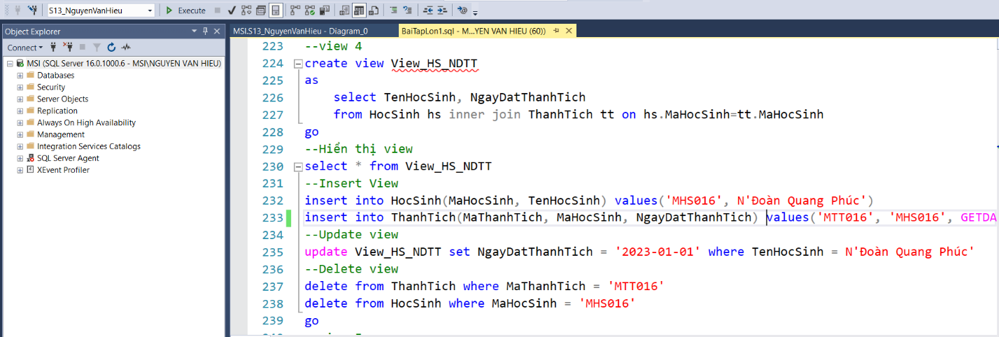 S13_NguyenVanHieu
Execute
Object Explorer
Connect
MSI (SQL Server 16.0.1000.6 - MSI\NGUYEN VAN HIEU)
Databases
Security
Server Objects
Replication
Always On High Availability
Management
Integration Services Catalogs
SQL Server Agent
XEvent Profiler
MSI.S13_NguyenVanHieu - Diagram_0
BaiTapLon1.sql - M...YEN VAN HIEU (60))
223 --view 4
224 create view View_HS_NDTT
225 as
226 select TenHocSinh, NgayDatThanhTich
227 from HocSinh hs inner join ThanhTich tt on hs.MaHocSinh=tt.MaHocSinh
228 go
229 --Hiển thị view
230 select * from View_HS_NDTT
231 --Insert View
232 insert into HocSinh(MaHocSinh, TenHocSinh) values('MHS016', N'Đoàn Quang Phúc')
233 insert into ThanhTich(MaThanhTich, MaHocSinh, NgayDatThanhTich) values('MTT016', 'MHS016', GETDA
234 --Update view
235 update View_HS_NDTT set NgayDatThanhTich = '2023-01-01' where TenHocSinh = N'Đoàn Quang Phúc'
236 --Delete view
237 delete from ThanhTich where MaThanhTich = 'MTT016'
238 delete from HocSinh where MaHocSinh = 'MHS016'
239 go